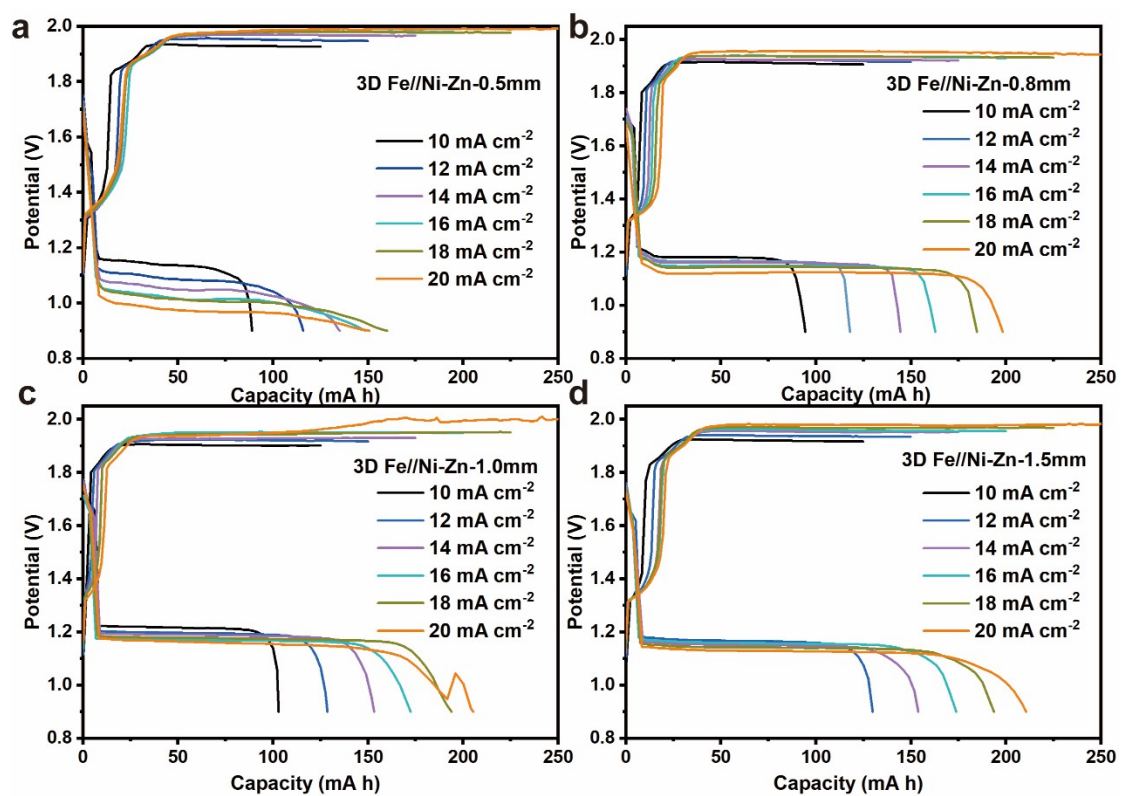 a
2.0
1.8
1.6
1.4
1.2
1.0
0.8
Potential (V)
3D Fe//Ni-Zn-0.5mm
10 mA cm-2
12 mA cm-2
14 mA cm-2
16 mA cm-2
18 mA cm-2
20 mA cm-2
0 50 100 150 200 250
Capacity (mA h)
b
2.0
1.8
1.6
1.4
1.2
1.0
0.8
Potential (V)
3D Fe//Ni-Zn-0.8mm
10 mA cm-2
12 mA cm-2
14 mA cm-2
16 mA cm-2
18 mA cm-2
20 mA cm-2
0 50 100 150 200 250
Capacity (mA h)
c
2.0
1.8
1.6
1.4
1.2
1.0
0.8
Potential (V)
3D Fe//Ni-Zn-1.0mm
10 mA cm-2
12 mA cm-2
14 mA cm-2
16 mA cm-2
18 mA cm-2
20 mA cm-2
0 50 100 150 200 250
Capacity (mA h)
d
2.0
1.8
1.6
1.4
1.2
1.0
0.8
Potential (V)
3D Fe//Ni-Zn-1.5mm
10 mA cm-2
12 mA cm-2
14 mA cm-2
16 mA cm-2
18 mA cm-2
20 mA cm-2
0 50 100 150 200 250
Capacity (mA h)